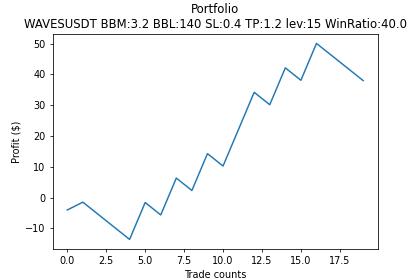 Portfolio
WAVESUSDT BBM:3.2 BBL:140 SL:0.4 TP:1.2 lev:15 WinRatio:40.0
50
40
30
20
10
0
−10
Profit ($)
0.0 2.5 5.0 7.5 10.0 12.5 15.0 17.5
Trade counts